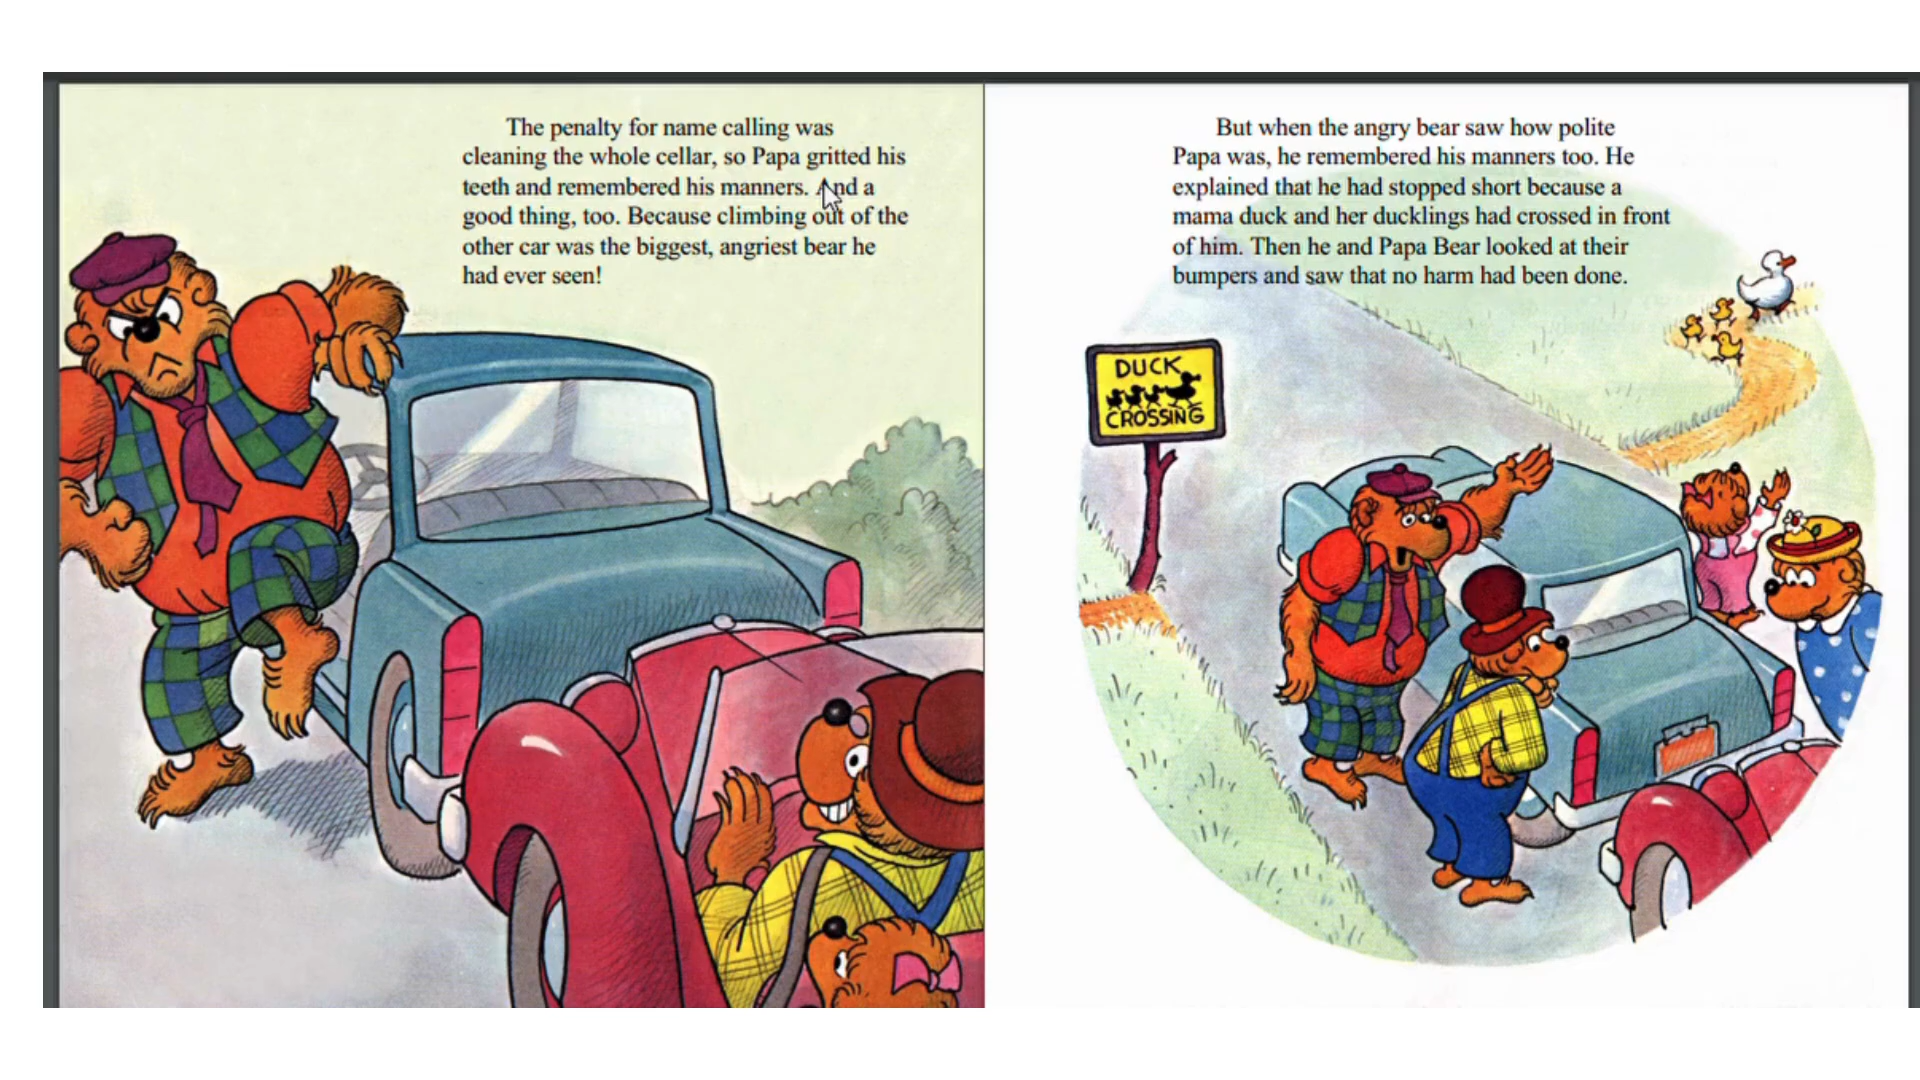 The penalty for name calling was
cleaning the whole cellar, so Papa gritted his
teeth and remembered his manners. And a
good thing, too. Because climbing out of the
other car was the biggest, angriest bear he
had ever seen!
But when the angry bear saw how polite
Papa was, he remembered his manners too. He
explained that he had stopped short because a
mama duck and her ducklings had crossed in front
of him. Then he and Papa Bear looked at their
bumpers and saw that no harm had been done.
DUCK
CROSSING